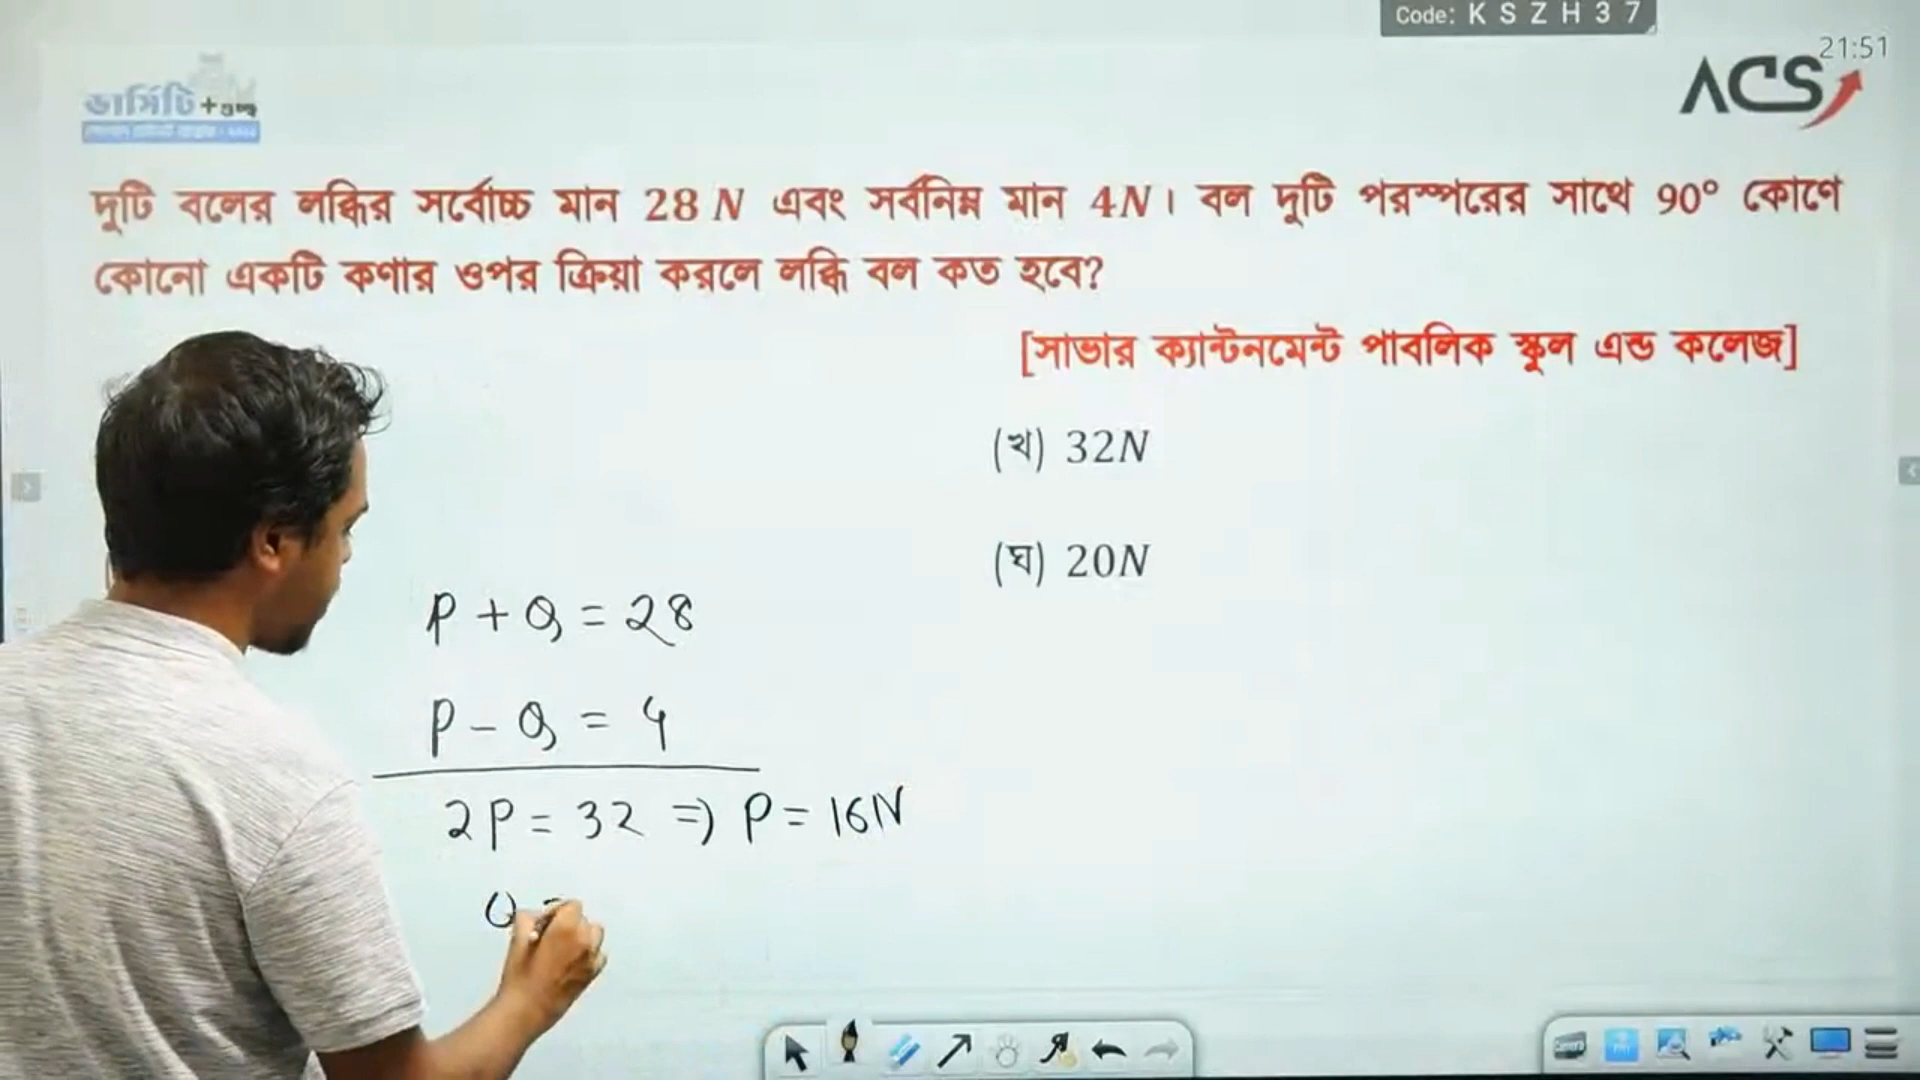 Code: K S Z H 3 7
21:51
ভার্সিটি +
ACS
দুটি বলের লব্ধির সর্বোচ্চ মান 28 N এবং সর্বনিম্ন মান 4N। বল দুটি পরস্পরের সাথে 90° কোণে
কোনো একটি কণার ওপর ক্রিয়া করলে লব্ধি বল কত হবে?
[সাভার ক্যান্টনমেন্ট পাবলিক স্কুল এন্ড কলেজ]
(খ) 32N
(ঘ) 20N
P + Q = 28
P - Q = 4
2P = 32 => P = 16N
Q